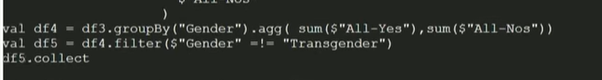 )
val df4 = df3.groupBy("Gender").agg( sum($"All-Yes"),sum($"All-Nos"))
val df5 = df4.filter($"Gender" =!= "Transgender")
df5.collect